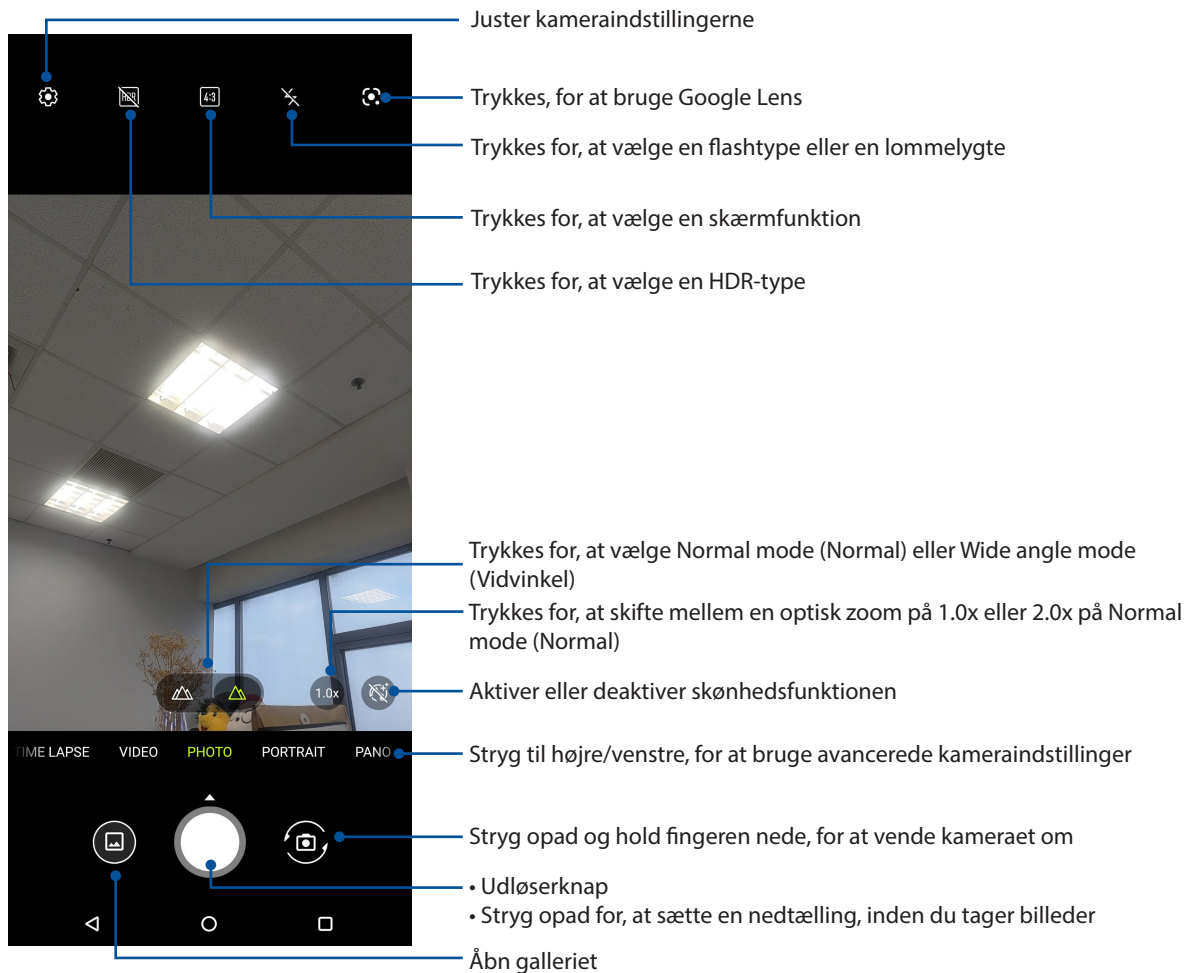 Juster kameraindstillingerne
HDR
4:3
Trykkes, for at bruge Google Lens
Trykkes for, at vælge en flashtype eller en lommelygte
Trykkes for, at vælge en skærmfunktion
Trykkes for, at vælge en HDR-type
Trykkes for, at vælge Normal mode (Normal) eller Wide angle mode
(Vidvinkel)
Trykkes for, at skifte mellem en optisk zoom på 1.0x eller 2.0x på Normal
mode (Normal)
1.0x
Aktiver eller deaktiver skønhedsfunktionen
TIME LAPSE VIDEO PHOTO PORTRAIT PANO
Stryg til højre/venstre, for at bruge avancerede kameraindstillinger
Stryg opad og hold fingeren nede, for at vende kameraet om
• Udløserknap
• Stryg opad for, at sætte en nedtælling, inden du tager billeder
Åbn galleriet